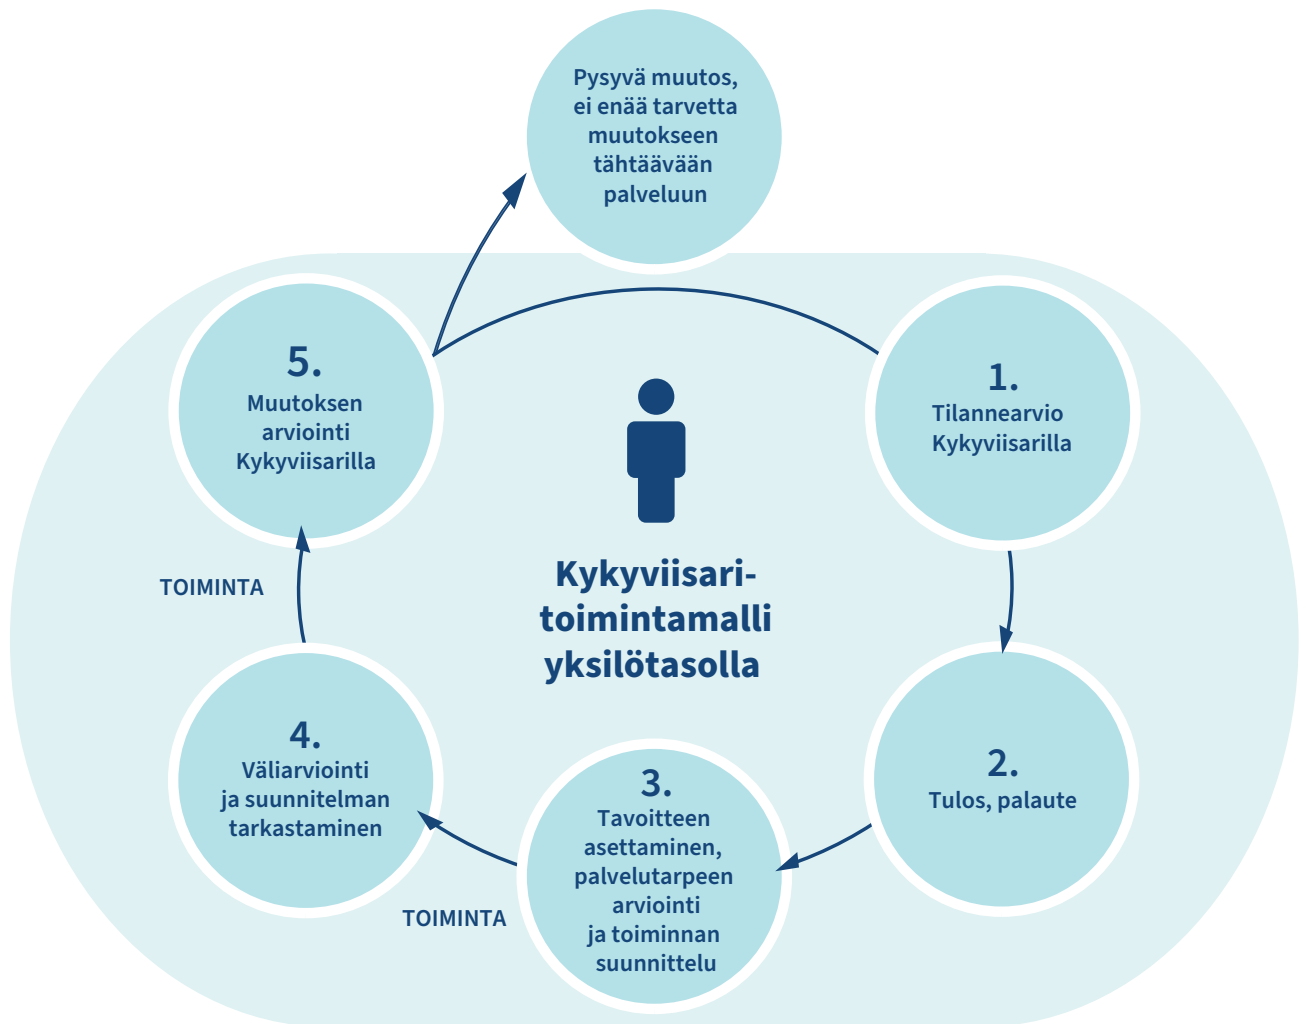 Pysyvä muutos,
ei enää tarvetta
muutokseen
tähtäävään
palveluun
1.
Tilannearvio
Kykyviisarilla
2.
Tulos, palaute
3.
Tavoitteen
asettaminen,
palvelutarpeen
arviointi
ja toiminnan
suunnittelu
TOIMINTA
4.
Väliarviointi
ja suunnitelman
tarkastaminen
TOIMINTA
5.
Muutoksen
arviointi
Kykyviisarilla
Kykyviisari-
toimintamalli
yksilötasolla